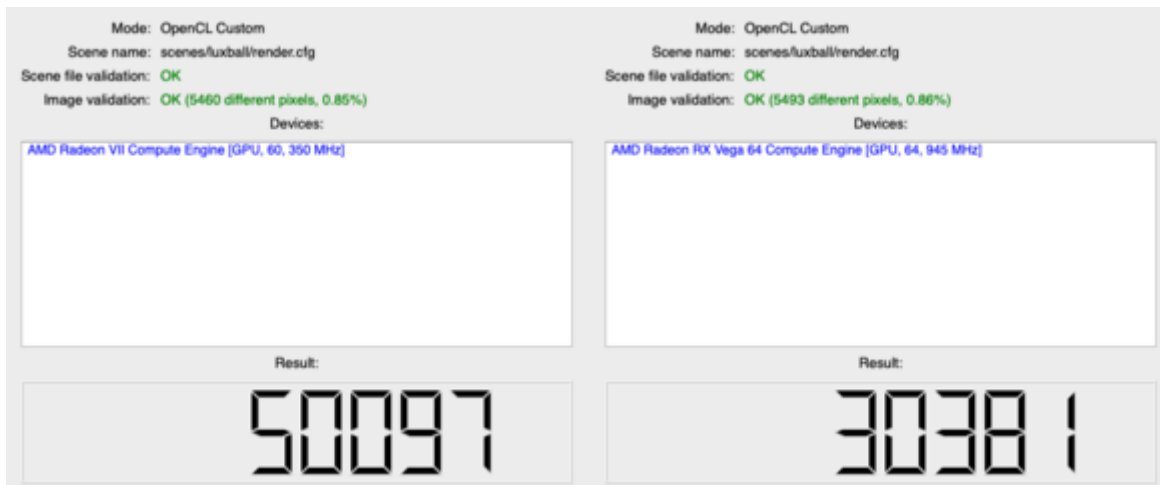 Mode: OpenCL Custom
Scene name: scenes/luxball/render.cfg
Scene file validation: OK
Image validation: OK (5460 different pixels, 0.85%)
Devices:
AMD Radeon VII Compute Engine [GPU, 60, 350 MHz]
Result:
50097
Mode: OpenCL Custom
Scene name: scenes/luxball/render.cfg
Scene file validation: OK
Image validation: OK (5493 different pixels, 0.86%)
Devices:
AMD Radeon RX Vega 64 Compute Engine [GPU, 64, 945 MHz]
Result:
30381